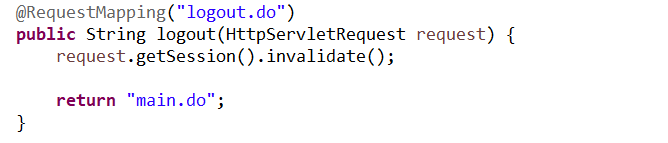 @RequestMapping("logout.do")
public String logout(HttpServletRequest request) {
    request.getSession().invalidate();
    return "main.do";
}